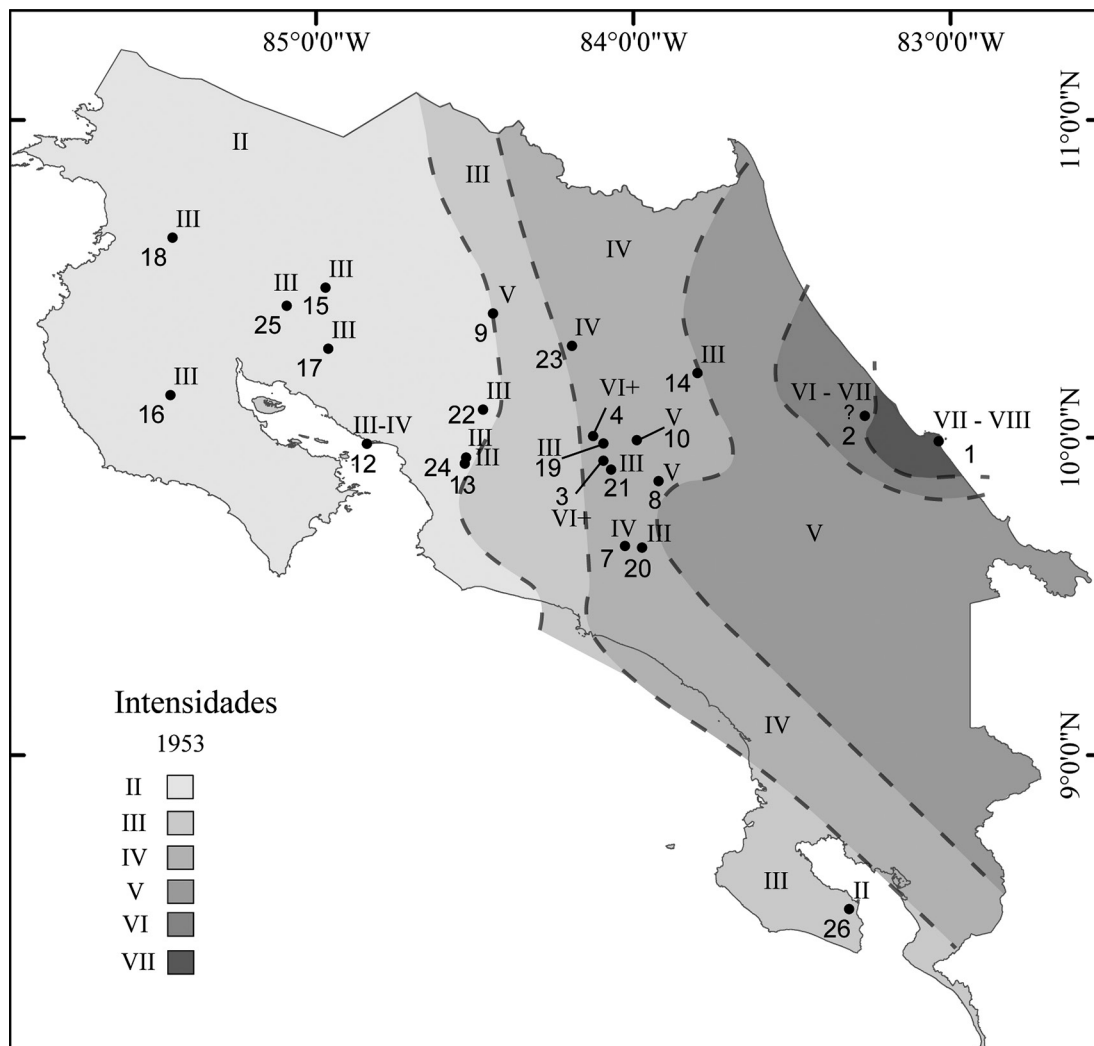 85°0'0"W 84°0'0"W 83°0'0"W
11°0'0"N
II
III
III
18
IV
III
15
III
25
V
9
IV
23
III
17
III
14
III
16
III
22
VI+
4
V
10
VI - VII
?
2
VII - VIII
1
10°0'0"N
III-IV
12
III
24
III
13
III
19
III
21
3
VI+
V
8
V
IV
7
III
20
Intensidades
1953
IV
9°0'0"N
II
III
IV
V
VI
VII
III
II
26